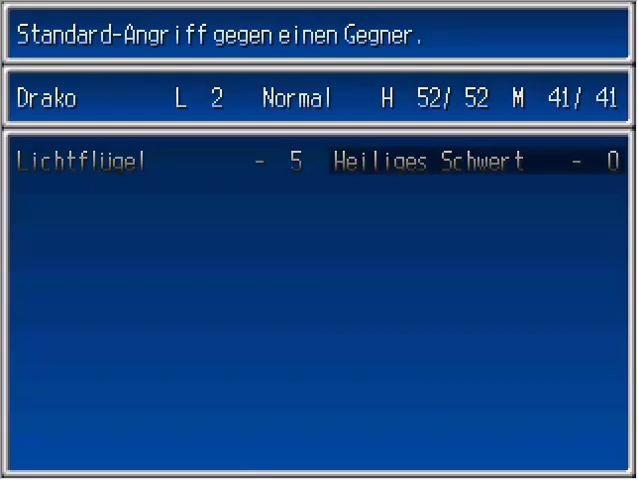 Standard-Angriff gegen einen Gegner.
Drako L 2 Normal H 52/ 52 M 41/ 41
Lichtflügel - 5 Heiliges Schwert - 0